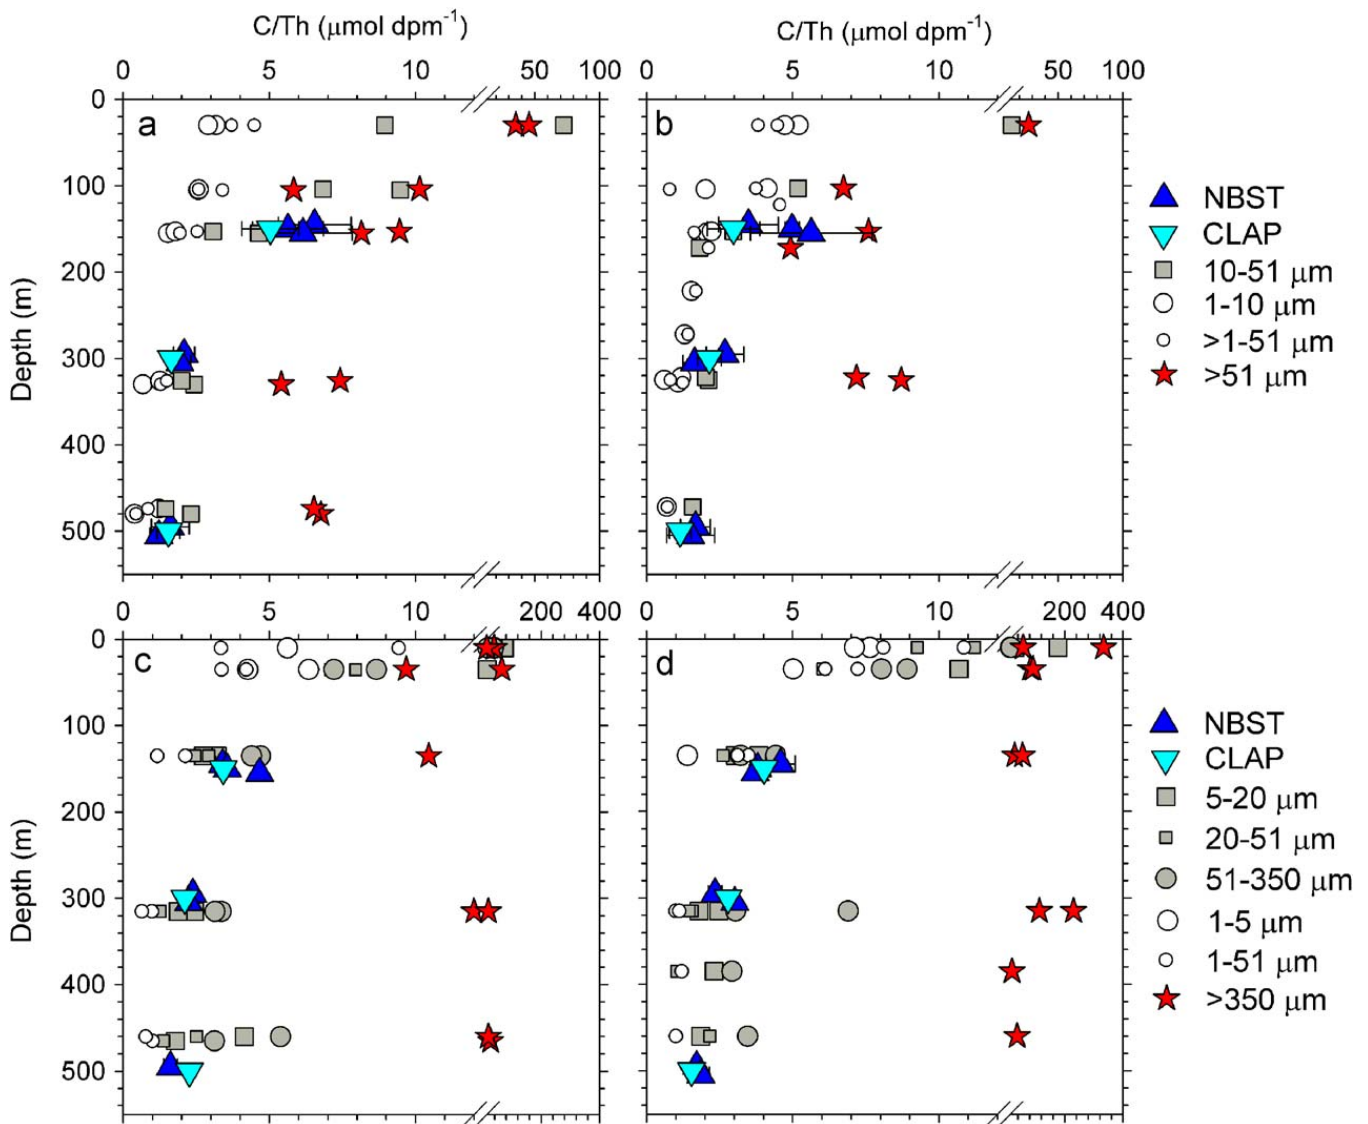 C/Th (μmol dpm⁻¹) C/Th (μmol dpm⁻¹)
0 5 10 50 100 0 5 10 50 100
0
a b
100
200
300
400
500
Depth (m)
NBST
CLAP
10-51 μm
1-10 μm
>1-51 μm
>51 μm
0 5 10 200 400 0 5 10 200 400
0
c d
100
200
300
400
500
Depth (m)
NBST
CLAP
5-20 μm
20-51 μm
51-350 μm
1-5 μm
1-51 μm
>350 μm